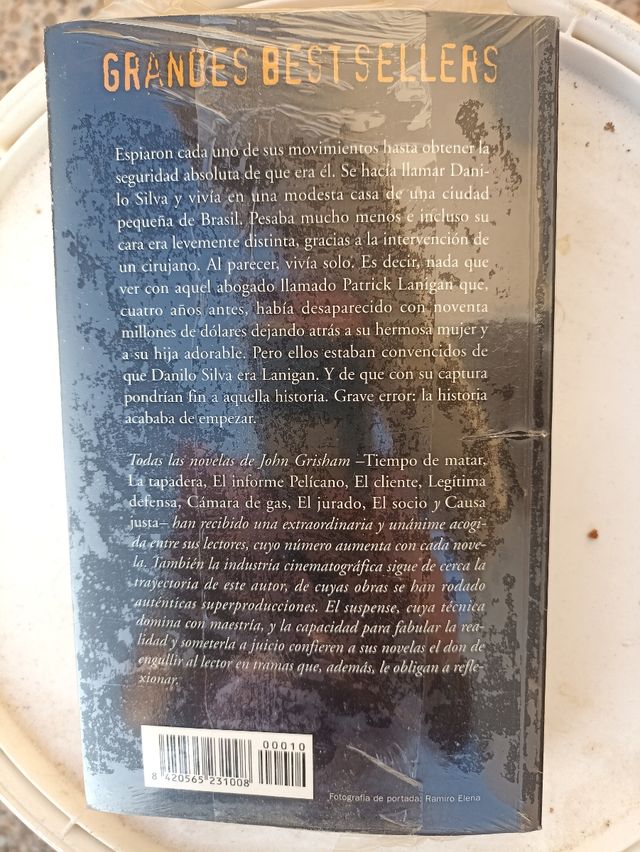 GRANDES BEST SELLERS
Espiaron cada uno de sus movimientos hasta obtener la
seguridad absoluta de que era él. Se hacía llamar Dani-
lo Silva y vivía en una modesta casa de una ciudad
pequeña de Brasil. Pesaba mucho menos e incluso su
cara era levemente distinta, gracias a la intervención de
un cirujano. Al parecer, vivía solo. Es decir, nada que
ver con aquel abogado llamado Patrick Lanigan que,
cuatro años antes, había desaparecido con noventa
millones de dólares dejando atrás a su hermosa mujer y
a su hija adorable. Pero ellos estaban convencidos de
que Danilo Silva era Lanigan. Y de que con su captura
pondrían fin a aquella historia. Grave error: la historia
acababa de empezar.
Todas las novelas de John Grisham –Tiempo de matar,
La tapadera, El informe Pelícano, El cliente, Legítima
defensa, Cámara de gas, El jurado, El socio y Causa
justa– han recibido una extraordinaria y unánime acogi-
da entre sus lectores, cuyo número aumenta con cada nove-
la. También la industria cinematográfica sigue de cerca la
trayectoria de este autor, de cuyas obras se han rodado
auténticas superproducciones. El suspense, cuya técnica
domina con maestría, y la capacidad para fabular la rea-
lidad y someterla a juicio confieren a sus novelas el don de
engullir al lector en tramas que, además, le obligan a refle-
xionar.
00010
8 420565 231008
Fotografía de portada: Ramiro Elena